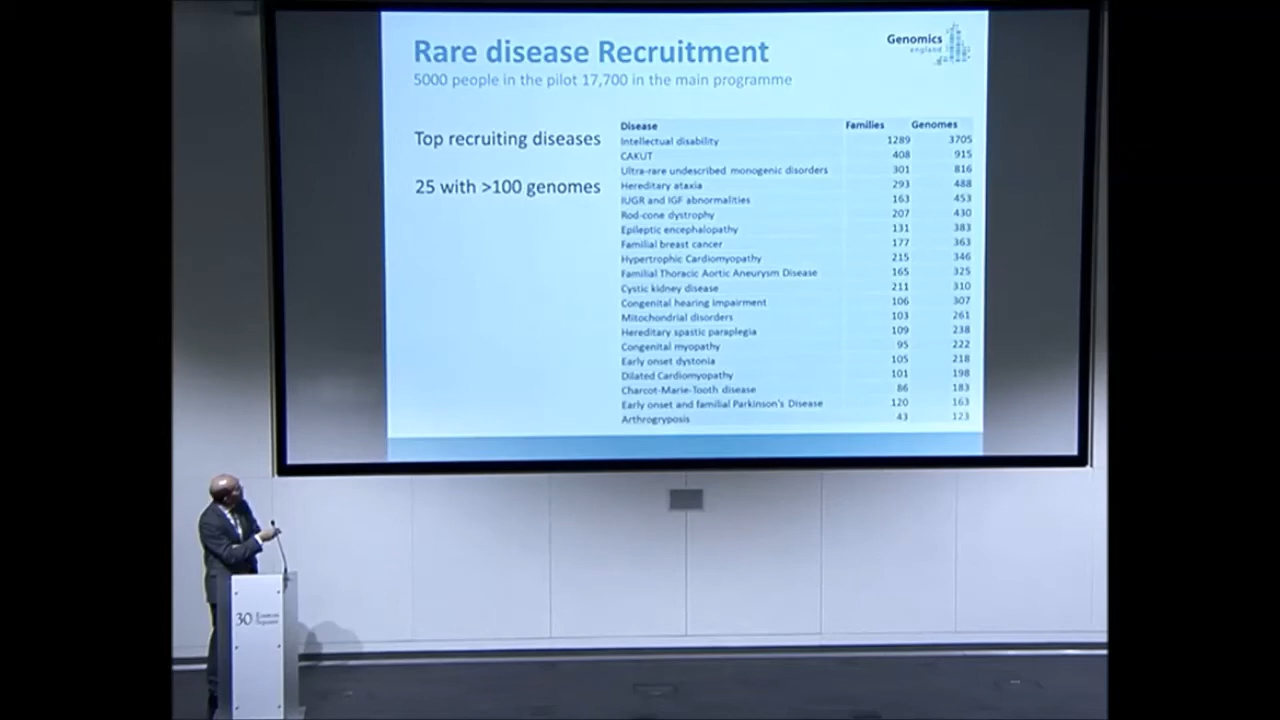 Rare disease Recruitment
Genomics
england
5000 people in the pilot 17,700 in the main programme
Top recruiting diseases
25 with >100 genomes
Disease Families Genomes
Intellectual disability 1289 3705
CAKUT 408 915
Ultra-rare undescribed monogenic disorders 301 816
Hereditary ataxia 293 488
IUGR and IGF abnormalities 163 453
Rod-cone dystrophy 207 430
Epileptic encephalopathy 131 383
Familial breast cancer 177 363
Hypertrophic Cardiomyopathy 215 346
Familial Thoracic Aortic Aneurysm Disease 165 325
Cystic kidney disease 211 310
Congenital hearing impairment 106 307
Mitochondrial disorders 103 261
Hereditary spastic paraplegia 109 238
Congenital myopathy 95 222
Early onset dystonia 105 218
Dilated Cardiomyopathy 101 198
Charcot-Marie-Tooth disease 86 183
Early onset and familial Parkinson's Disease 120 163
Arthrogryposis 43 123
30